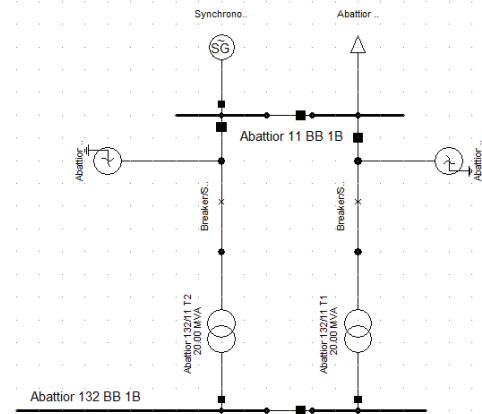 Synchrono..
Abattior ..
SG
Abattior 11 BB 1B
Abattior ..
Abattior ..
Breaker/S..
Breaker/S..
Abattior 132/11 T2
20.00 MVA
Abattior 132/11 T1
20.00 MVA
Abattior 132 BB 1B